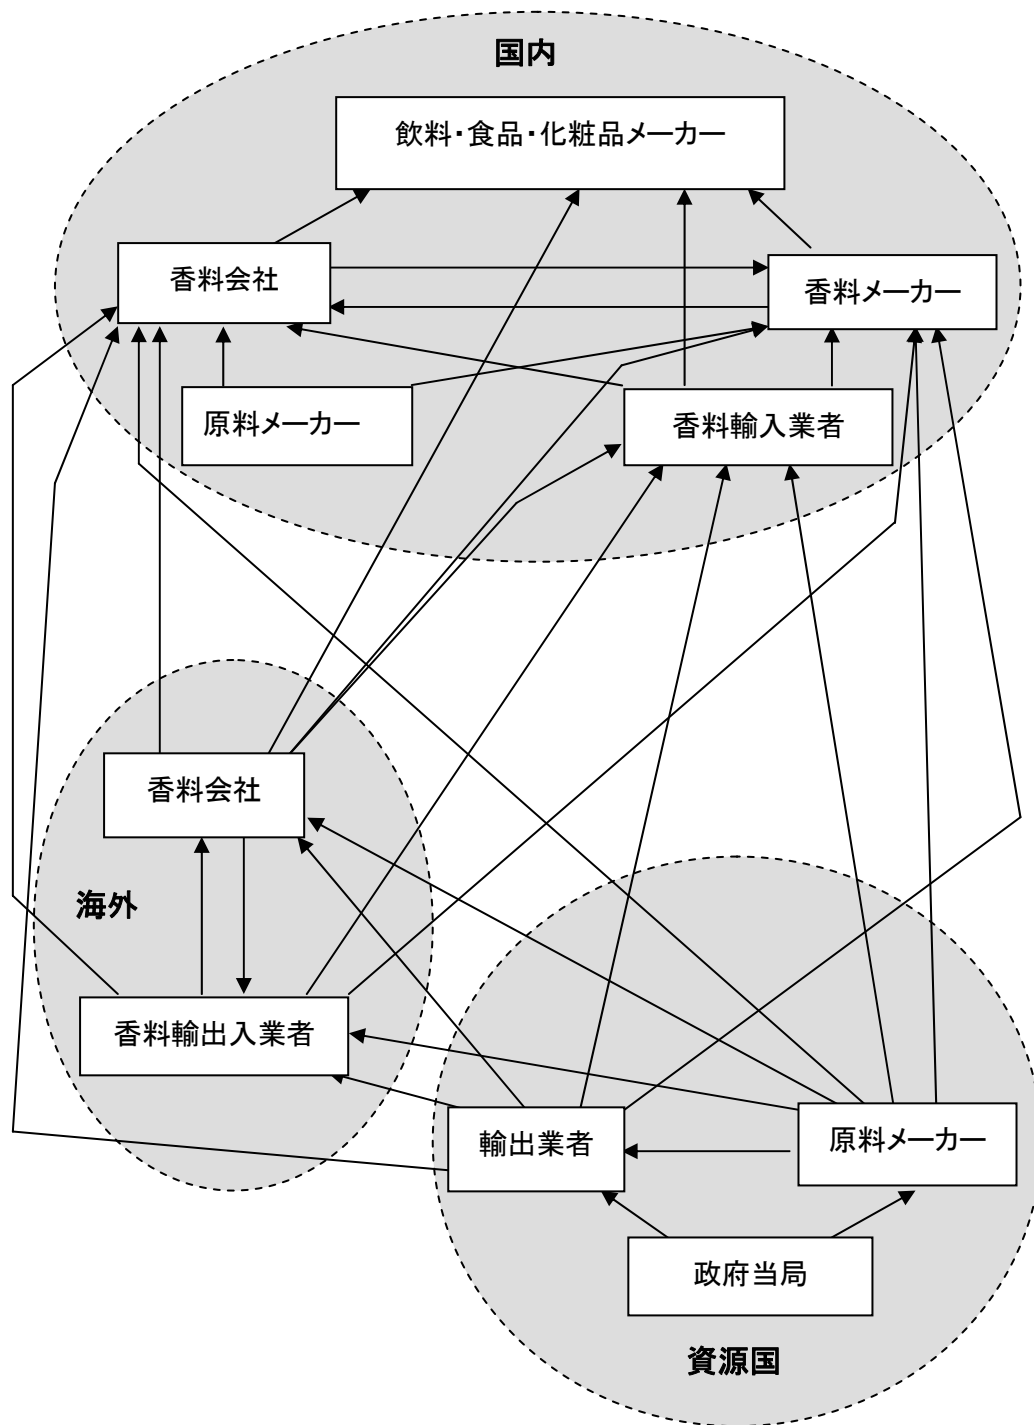 国内
飲料・食品・化粧品メーカー
香料会社
香料メーカー
原料メーカー
香料輸入業者
香料会社
海外
香料輸出入業者
輸出業者
原料メーカー
政府当局
資源国